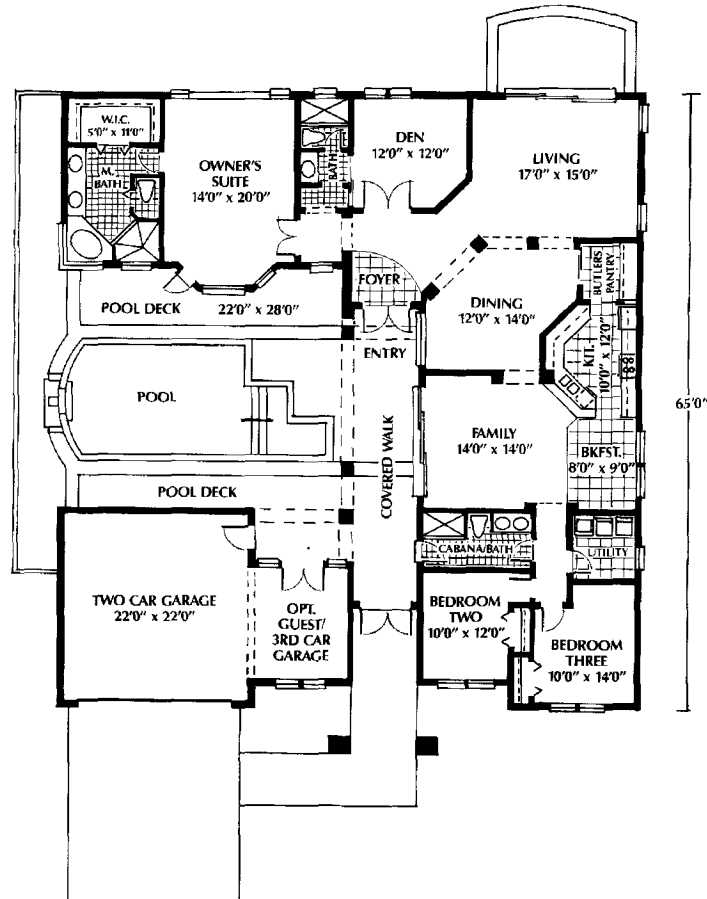 W.I.C.
5'0" x 11'0"
M.
BATH
OWNER'S
SUITE
14'0" x 20'0"
BATH
DEN
12'0" x 12'0"
LIVING
17'0" x 15'0"
FOYER
BUTLERS
PANTRY
DINING
12'0" x 14'0"
POOL DECK
22'0" x 28'0"
KIT.
10'0" x 12'0"
ENTRY
POOL
65'0"
COVERED WALK
FAMILY
14'0" x 14'0"
BKFST.
8'0" x 9'0"
POOL DECK
CABANA/BATH
UTILITY
TWO CAR GARAGE
22'0" x 22'0"
OPT.
GUEST/
3RD CAR
GARAGE
BEDROOM
TWO
10'0" x 12'0"
BEDROOM
THREE
10'0" x 14'0"